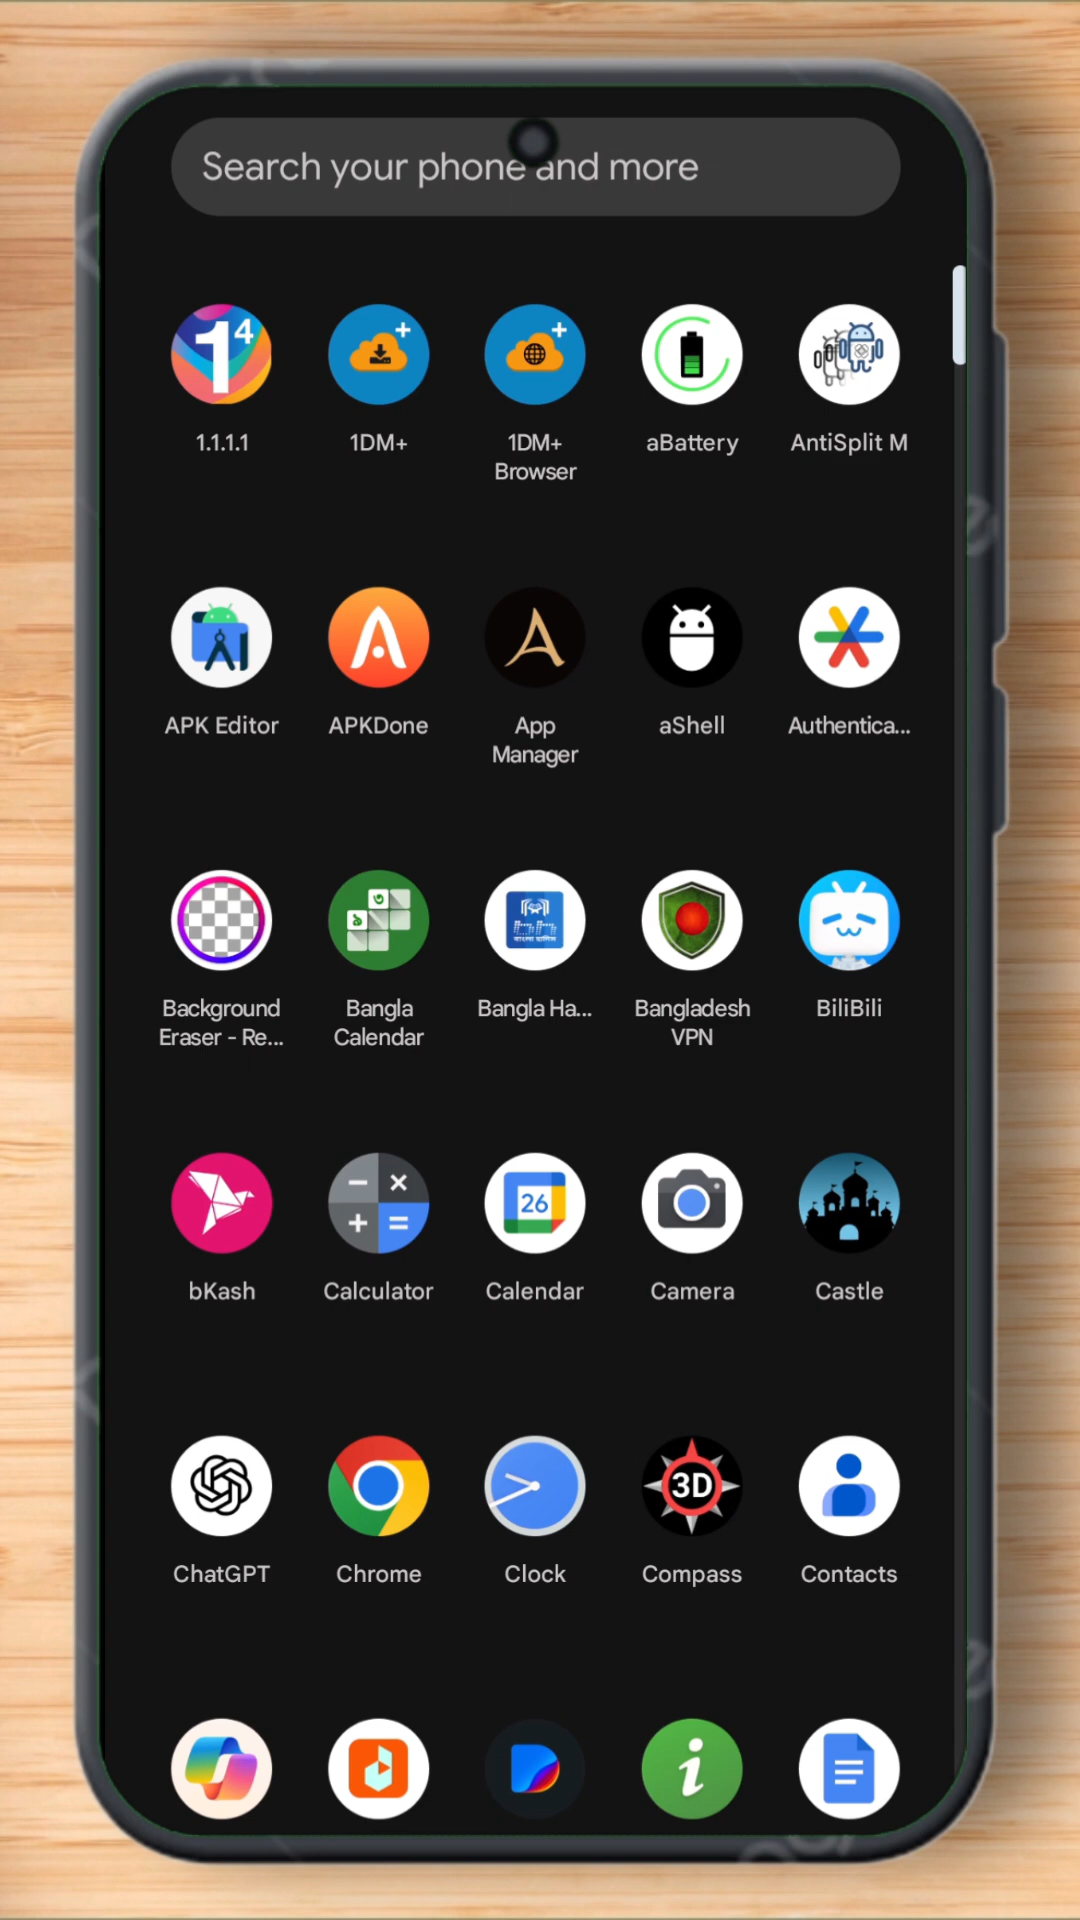 Search your phone and more
1.1.1.1
1DM+
1DM+
Browser
aBattery
AntiSplit M
APK Editor
APKDone
App
Manager
aShell
Authentica...
Background
Eraser - Re...
Bangla
Calendar
Bangla Ha...
Bangladesh
VPN
BiliBili
bKash
Calculator
26
Calendar
Camera
Castle
ChatGPT
Chrome
Clock
3D
Compass
Contacts